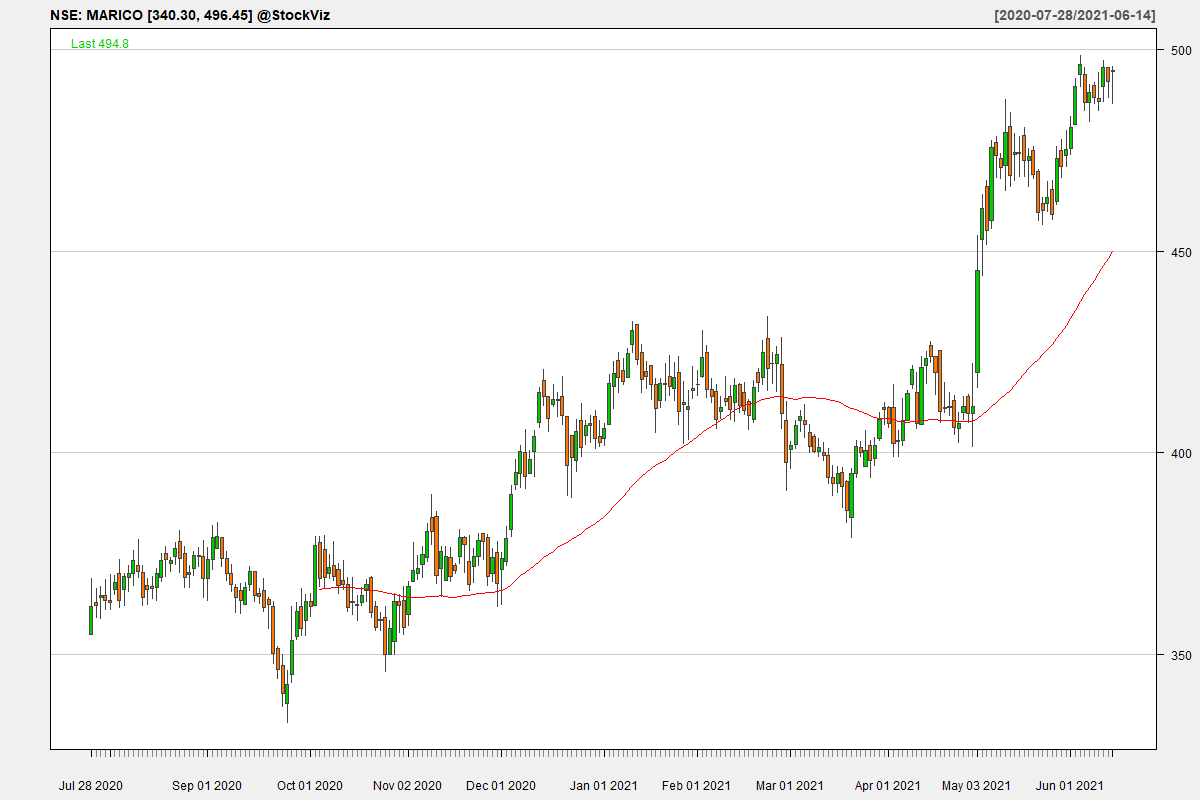 NSE: MARICO [340.30, 496.45] @StockViz
[2020-07-28/2021-06-14]
Last 494.8
500
450
400
350
Jul 28 2020
Sep 01 2020
Oct 01 2020
Nov 02 2020
Dec 01 2020
Jan 01 2021
Feb 01 2021
Mar 01 2021
Apr 01 2021
May 03 2021
Jun 01 2021